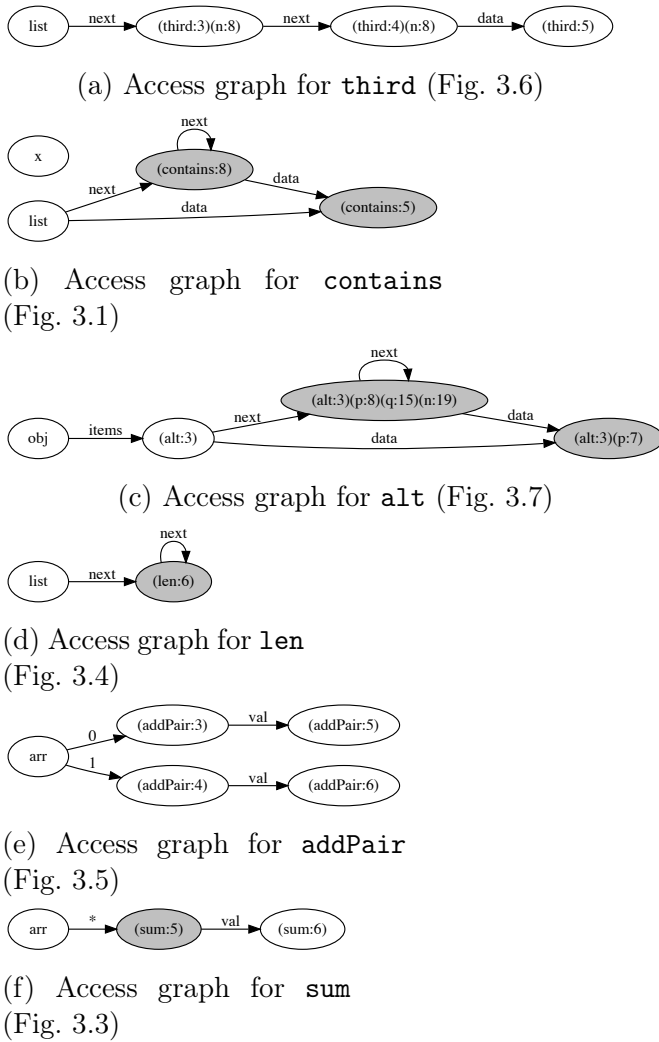 list next (third:3)(n:8) next (third:4)(n:8) data (third:5)
(a) Access graph for third (Fig. 3.6)
next
x
(contains:8)
next
data
list
data
(contains:5)
(b) Access graph for contains
(Fig. 3.1)
next
(alt:3)(p:8)(q:15)(n:19)
next
data
obj items (alt:3) data (alt:3)(p:7)
(c) Access graph for alt (Fig. 3.7)
next
list next (len:6)
(d) Access graph for len
(Fig. 3.4)
(addPair:3) val (addPair:5)
0
arr
1
(addPair:4) val (addPair:6)
(e) Access graph for addPair
(Fig. 3.5)
arr * (sum:5) val (sum:6)
(f) Access graph for sum
(Fig. 3.3)